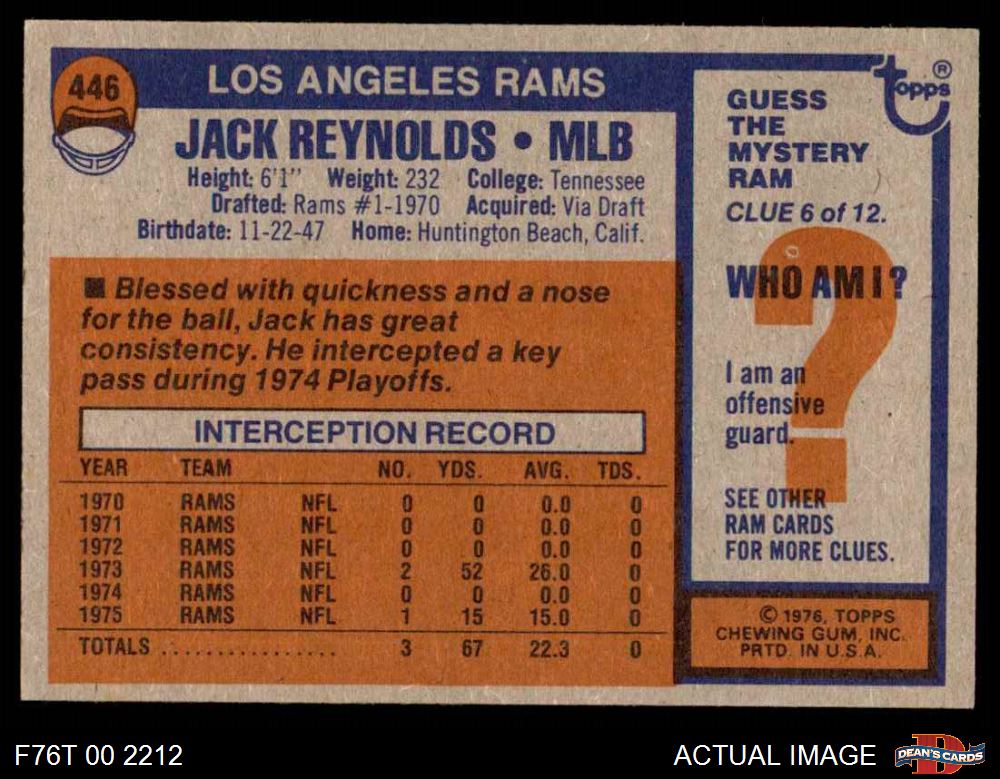 446
LOS ANGELES RAMS
JACK REYNOLDS • MLB
Height: 6'1" Weight: 232 College: Tennessee
Drafted: Rams #1-1970 Acquired: Via Draft
Birthdate: 11-22-47 Home: Huntington Beach, Calif.
■ Blessed with quickness and a nose
for the ball, Jack has great
consistency. He intercepted a key
pass during 1974 Playoffs.
INTERCEPTION RECORD
YEAR TEAM NO. YDS. AVG. TDS.
1970 RAMS NFL 0 0 0.0 0
1971 RAMS NFL 0 0 0.0 0
1972 RAMS NFL 0 0 0.0 0
1973 RAMS NFL 2 52 26.0 0
1974 RAMS NFL 0 0 0.0 0
1975 RAMS NFL 1 15 15.0 0
TOTALS ................ 3 67 22.3 0
topps ®
GUESS
THE
MYSTERY
RAM
CLUE 6 of 12.
WHO AM I?
?
I am an
offensive
guard.
SEE OTHER
RAM CARDS
FOR MORE CLUES.
© 1976, TOPPS
CHEWING GUM, INC.
PRTD. IN U.S.A.
F76T 00 2212
ACTUAL IMAGE
D
DEAN'S CARDS